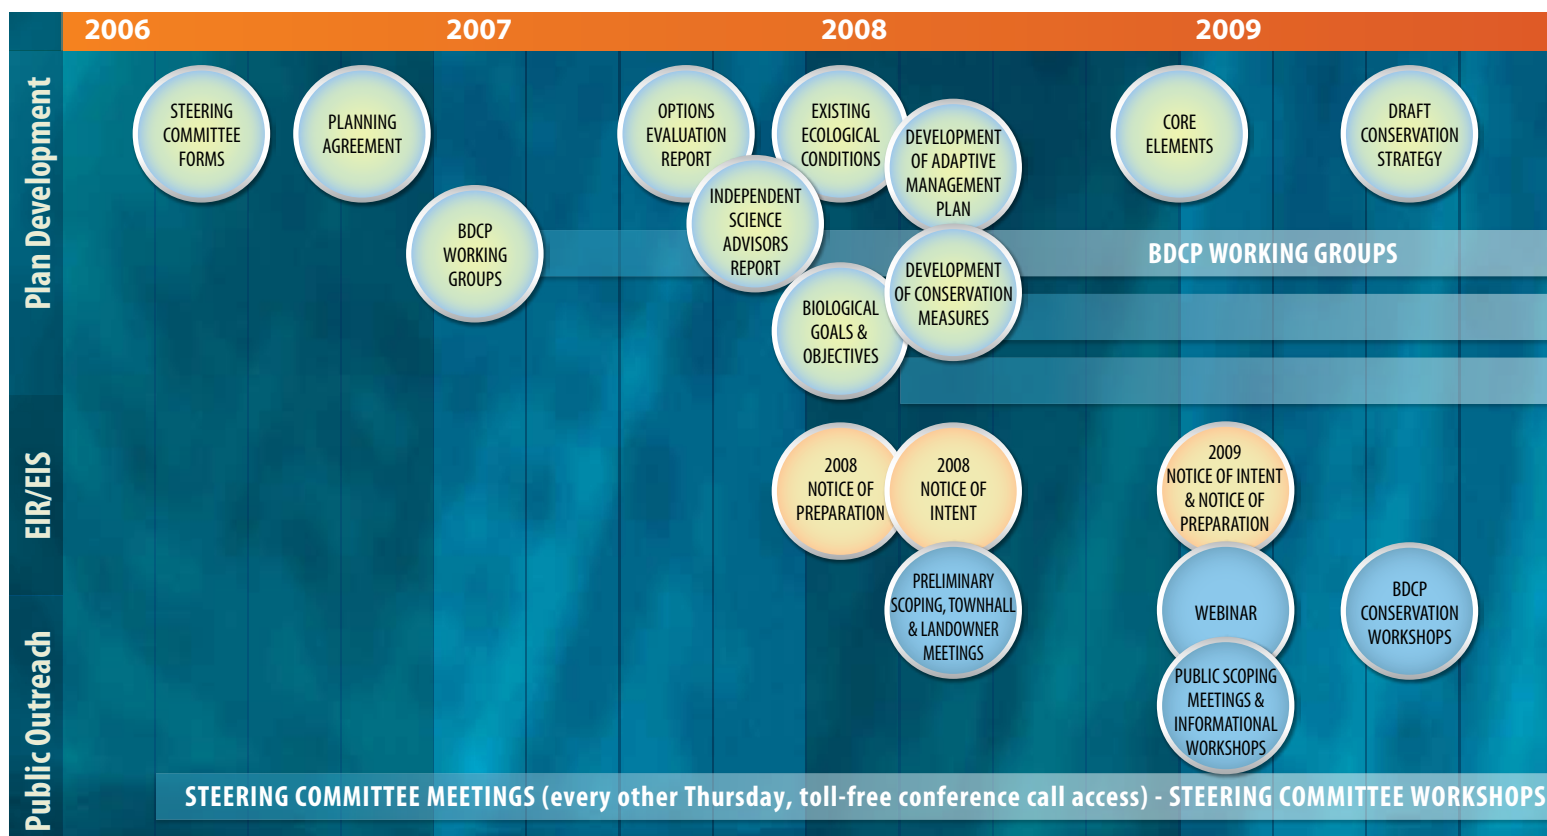 2006
2007
2008
2009
Plan Development
STEERING
COMMITTEE
FORMS
PLANNING
AGREEMENT
BDCP
WORKING
GROUPS
OPTIONS
EVALUATION
REPORT
INDEPENDENT
SCIENCE
ADVISORS
REPORT
EXISTING
ECOLOGICAL
CONDITIONS
BIOLOGICAL
GOALS &
OBJECTIVES
DEVELOPMENT
OF ADAPTIVE
MANAGEMENT
PLAN
DEVELOPMENT
OF CONSERVATION
MEASURES
CORE
ELEMENTS
DRAFT
CONSERVATION
STRATEGY
BDCP WORKING GROUPS
EIR/EIS
2008
NOTICE OF
PREPARATION
2008
NOTICE OF
INTENT
2009
NOTICE OF INTENT
& NOTICE OF
PREPARATION
Public Outreach
PRELIMINARY
SCOPING, TOWNHALL
& LANDOWNER
MEETINGS
WEBINAR
PUBLIC SCOPING
MEETINGS &
INFORMATIONAL
WORKSHOPS
BDCP
CONSERVATION
WORKSHOPS
STEERING COMMITTEE MEETINGS (every other Thursday, toll-free conference call access) - STEERING COMMITTEE WORKSHOPS